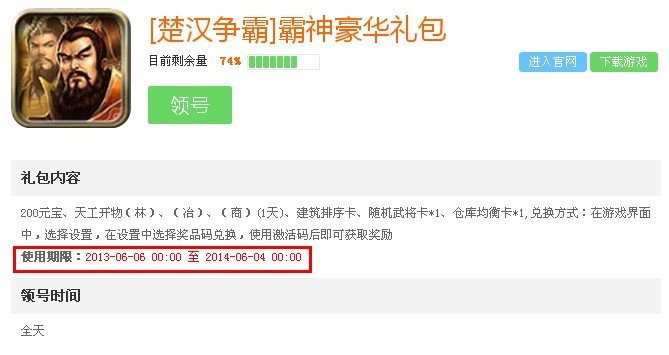 [楚汉争霸]霸神豪华礼包
目前剩余量 74%
进入官网 下载游戏
领号
礼包内容
200元宝、天工开物(林)、(冶)、(商)(1天)、建筑排序卡、随机武将卡*1、仓库均衡卡*1,兑换方式：在游戏界面
中，选择设置，在设置中选择奖品码兑换，使用激活码后即可获取奖励
使用期限：2013-06-06 00:00 至 2014-06-04 00:00
领号时间
全天